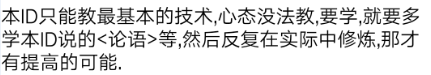 本ID只能教最基本的技术,心态没法教,要学,就要多
学本ID说的<论语>等,然后反复在实际中修炼,那才
有提高的可能.